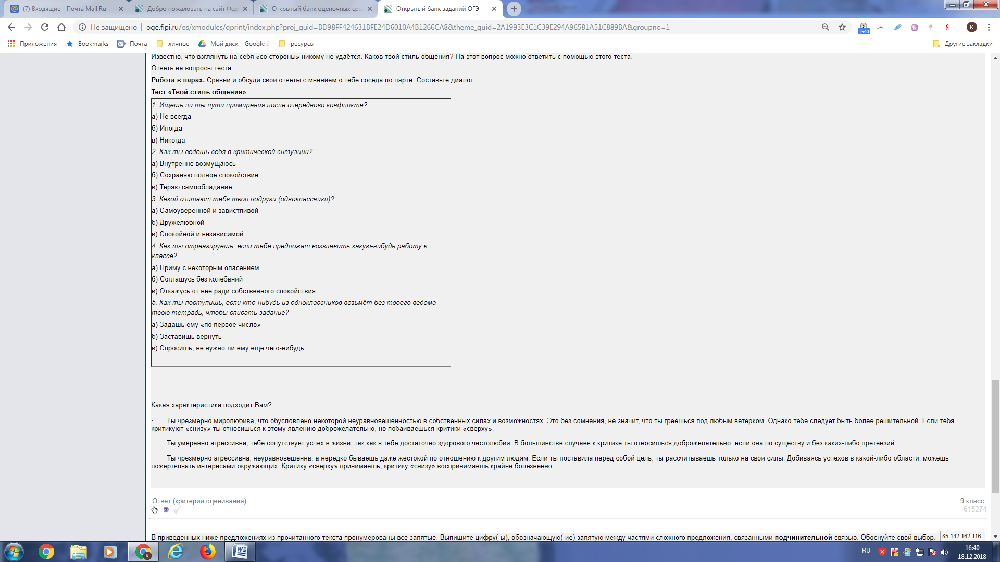 (7) Входящие - Почта Mail.Ru
Добро пожаловать на сайт Фед
Открытый банк оценочных сре
Открытый банк заданий ОГЭ
Не защищено
oge.fipi.ru/os/xmodules/qprint/index.php?proj_guid=BD98FF424631BFE24D6010A4B1266CA8&theme_guid=2A1993E3C1C39E294A96581A51C889BA&groupno=1
1540
Я
K
Приложения
Bookmarks
Почта
личное
Мой диск – Google
ресурсы
Другие закладки
Известно, что взглянуть на себя «со стороны» никому не удаётся. Каков твой стиль общения? На этот вопрос можно ответить с помощью этого теста.
Ответь на вопросы теста.
Работа в парах. Сравни и обсуди свои ответы с мнением о тебе соседа по парте. Составьте диалог.
Тест «Твой стиль общения»
1. Ищешь ли ты пути примирения после очередного конфликта?
а) Не всегда
б) Иногда
в) Никогда
2. Как ты ведешь себя в критической ситуации?
а) Внутренне возмущаюсь
б) Сохраняю полное спокойствие
в) Теряю самообладание
3. Какой считают тебя твои подруги (одноклассники)?
а) Самоуверенной и завистливой
б) Дружелюбной
в) Спокойной и независимой
4. Как ты отреагируешь, если тебе предложат возглавить какую-нибудь работу в
классе?
а) Приму с некоторым опасением
б) Соглашусь без колебаний
в) Откажусь от неё ради собственного спокойствия
5. Как ты поступишь, если кто-нибудь из одноклассников возьмёт без твоего ведома
твою тетрадь, чтобы списать задание?
а) Задашь ему «по первое число»
б) Заставишь вернуть
в) Спросишь, не нужно ли ему ещё чего-нибудь
Какая характеристика подходит Вам?
· Ты чрезмерно миролюбива, что обусловлено некоторой неуравновешенностью в собственных силах и возможностях. Это без сомнения, не значит, что ты греешься под любым ветерком. Однако тебе следует быть более решительной. Если тебя
критикуют «снизу» ты относишься к этому явлению доброжелательно, но побаиваешься критики «сверху».
· Ты умеренно агрессивна, тебе сопутствует успех в жизни, так как в тебе достаточно здорового честолюбия. В большинстве случаев к критике ты относишься доброжелательно, если она по существу и без каких-либо претензий.
· Ты чрезмерно агрессивна, неуравновешенна, а нередко бываешь даже жестокой по отношению к другим людям. Если ты поставила перед собой цель, ты рассчитываешь только на свои силы. Добиваясь успехов в какой-либо области, можешь
пожертвовать интересами окружающих. Критику «сверху» принимаешь, критику «снизу» воспринимаешь крайне болезненно.
Ответ (критерии оценивания)
9 класс
615274
В приведённых ниже предложениях из прочитанного текста пронумерованы все запятые. Выпишите цифру(-ы), обозначающую(-ие) запятую между частями сложного предложения, связанными подчинительной связью. Обоснуйте свой выбор.
85.142.162.116
K
RU
16:40
18.12.2018